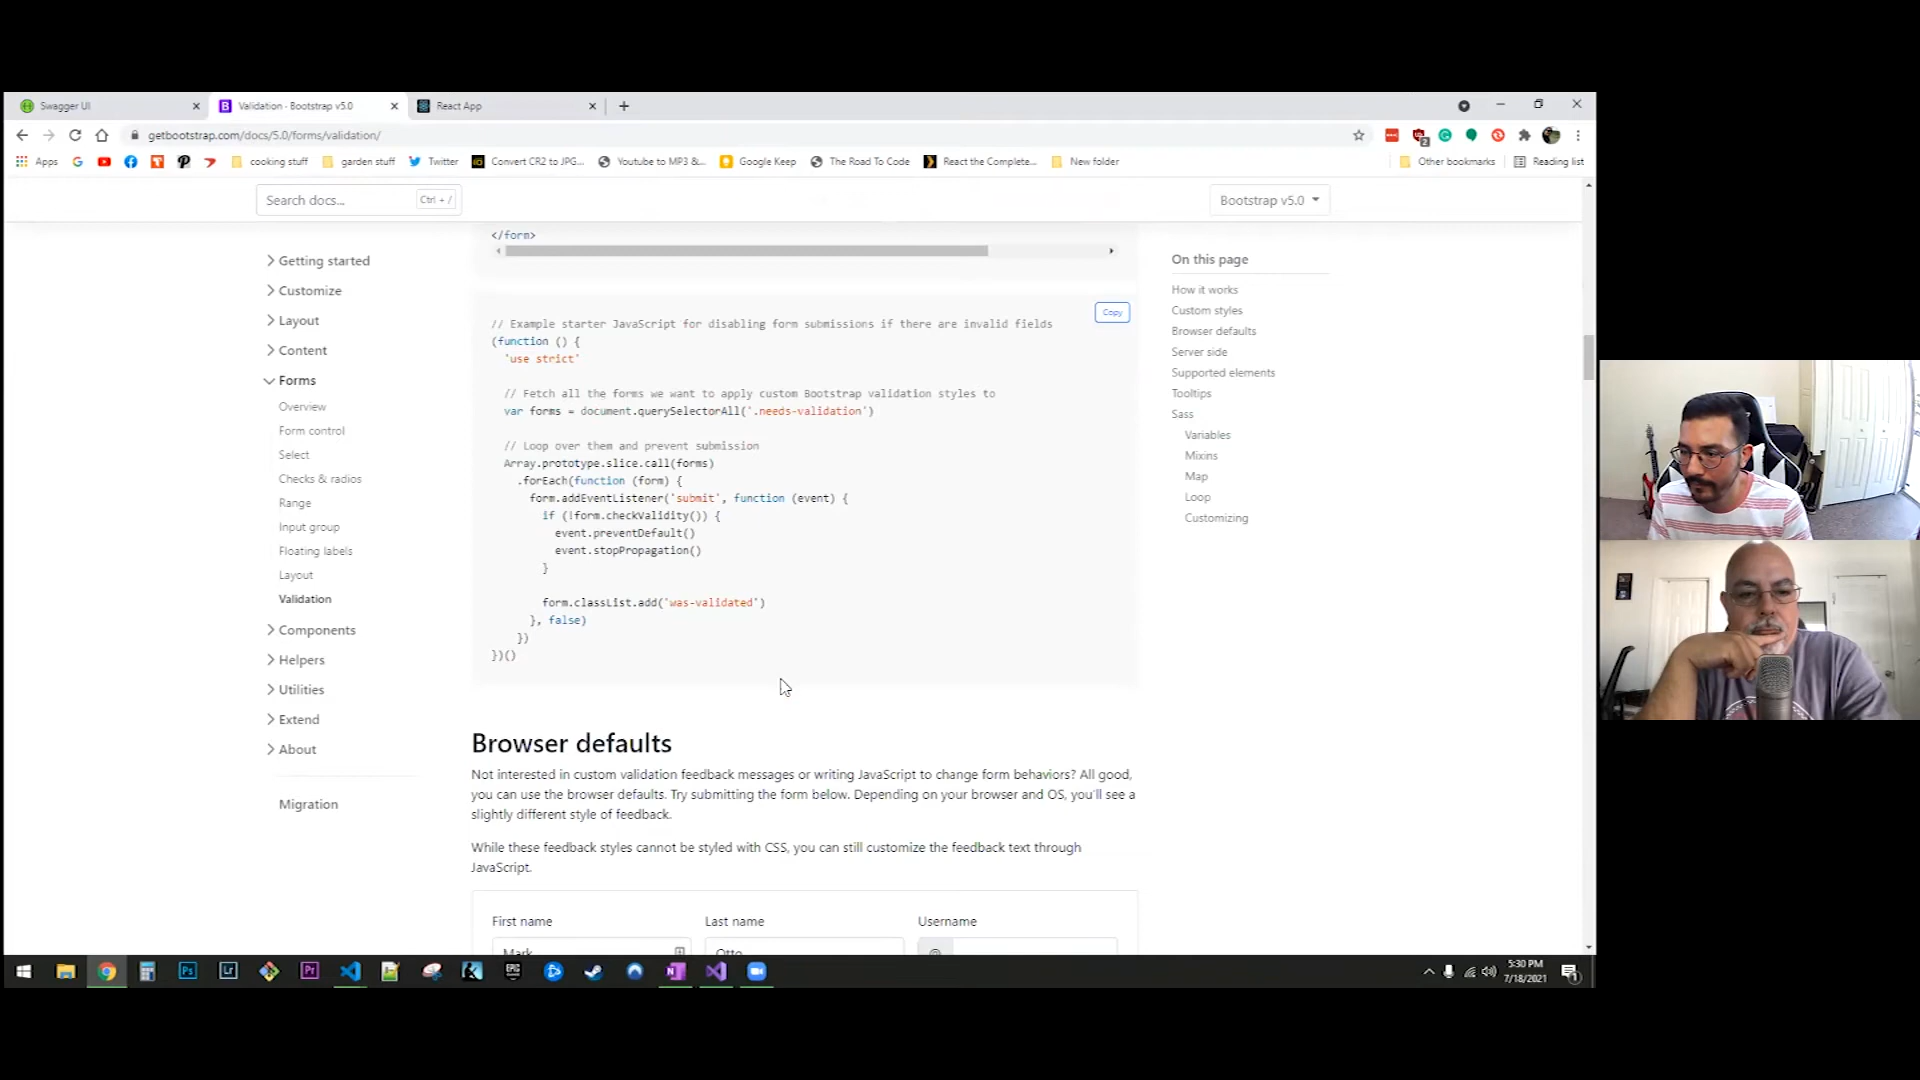 Swagger UI
Validation · Bootstrap v5.0
React App
getbootstrap.com/docs/5.0/forms/validation/
Apps
cooking stuff
garden stuff
Twitter
Convert CR2 to JPG...
Youtube to MP3 &...
Google Keep
The Road To Code
React the Complete...
New folder
Other bookmarks
Reading list
Search docs...
Ctrl + /
Bootstrap v5.0
Getting started
Customize
Layout
Content
Forms
Overview
Form control
Select
Checks & radios
Range
Input group
Floating labels
Layout
Validation
Components
Helpers
Utilities
Extend
About
Migration
</form>
Copy
// Example starter JavaScript for disabling form submissions if there are invalid fields
(function () {
'use strict'
// Fetch all the forms we want to apply custom Bootstrap validation styles to
var forms = document.querySelectorAll('.needs-validation')
// Loop over them and prevent submission
Array.prototype.slice.call(forms)
.forEach(function (form) {
form.addEventListener('submit', function (event) {
if (!form.checkValidity()) {
event.preventDefault()
event.stopPropagation()
}
form.classList.add('was-validated')
}, false)
})
})()
Browser defaults
Not interested in custom validation feedback messages or writing JavaScript to change form behaviors? All good,
you can use the browser defaults. Try submitting the form below. Depending on your browser and OS, you'll see a
slightly different style of feedback.
While these feedback styles cannot be styled with CSS, you can still customize the feedback text through
JavaScript.
First name
Last name
Username
Mark
Otto
@
On this page
How it works
Custom styles
Browser defaults
Server side
Supported elements
Tooltips
Sass
Variables
Mixins
Map
Loop
Customizing
Ps
Lr
Pr
EPIC
5:30 PM
7/18/2021